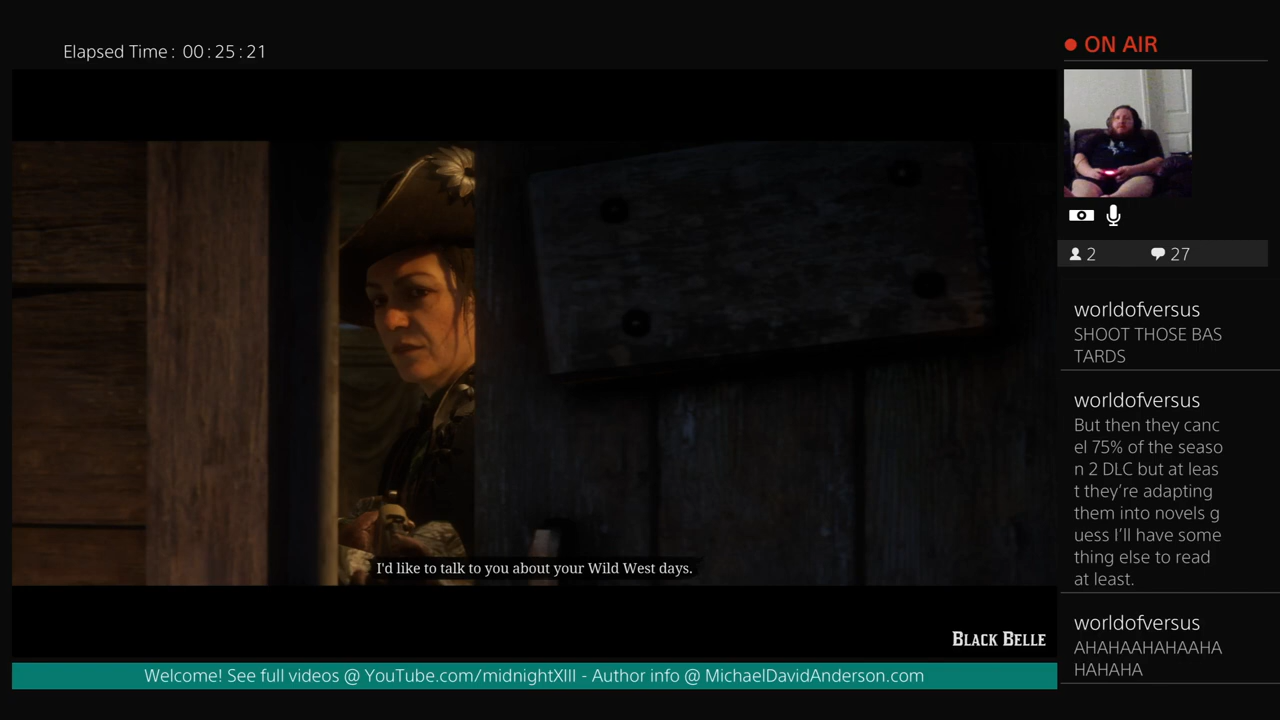 Elapsed Time : 00:25:21
ON AIR
2 27
worldofversus
SHOOT THOSE BAS
TARDS
worldofversus
But then they canc
el 75% of the seaso
n 2 DLC but at leas
t they're adapting
them into novels g
uess I'll have some
thing else to read
at least.
worldofversus
AHAHAAHAHAAHA
HAHAHA
I'd like to talk to you about your Wild West days.
BLACK BELLE
Welcome! See full videos @ YouTube.com/midnightXIII - Author info @ MichaelDavidAnderson.com